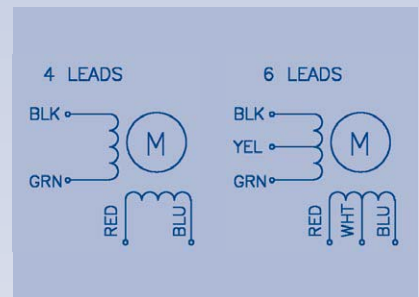 4 LEADS
BLK
GRN
M
RED
BLU
6 LEADS
BLK
YEL
GRN
M
RED
WHT
BLU